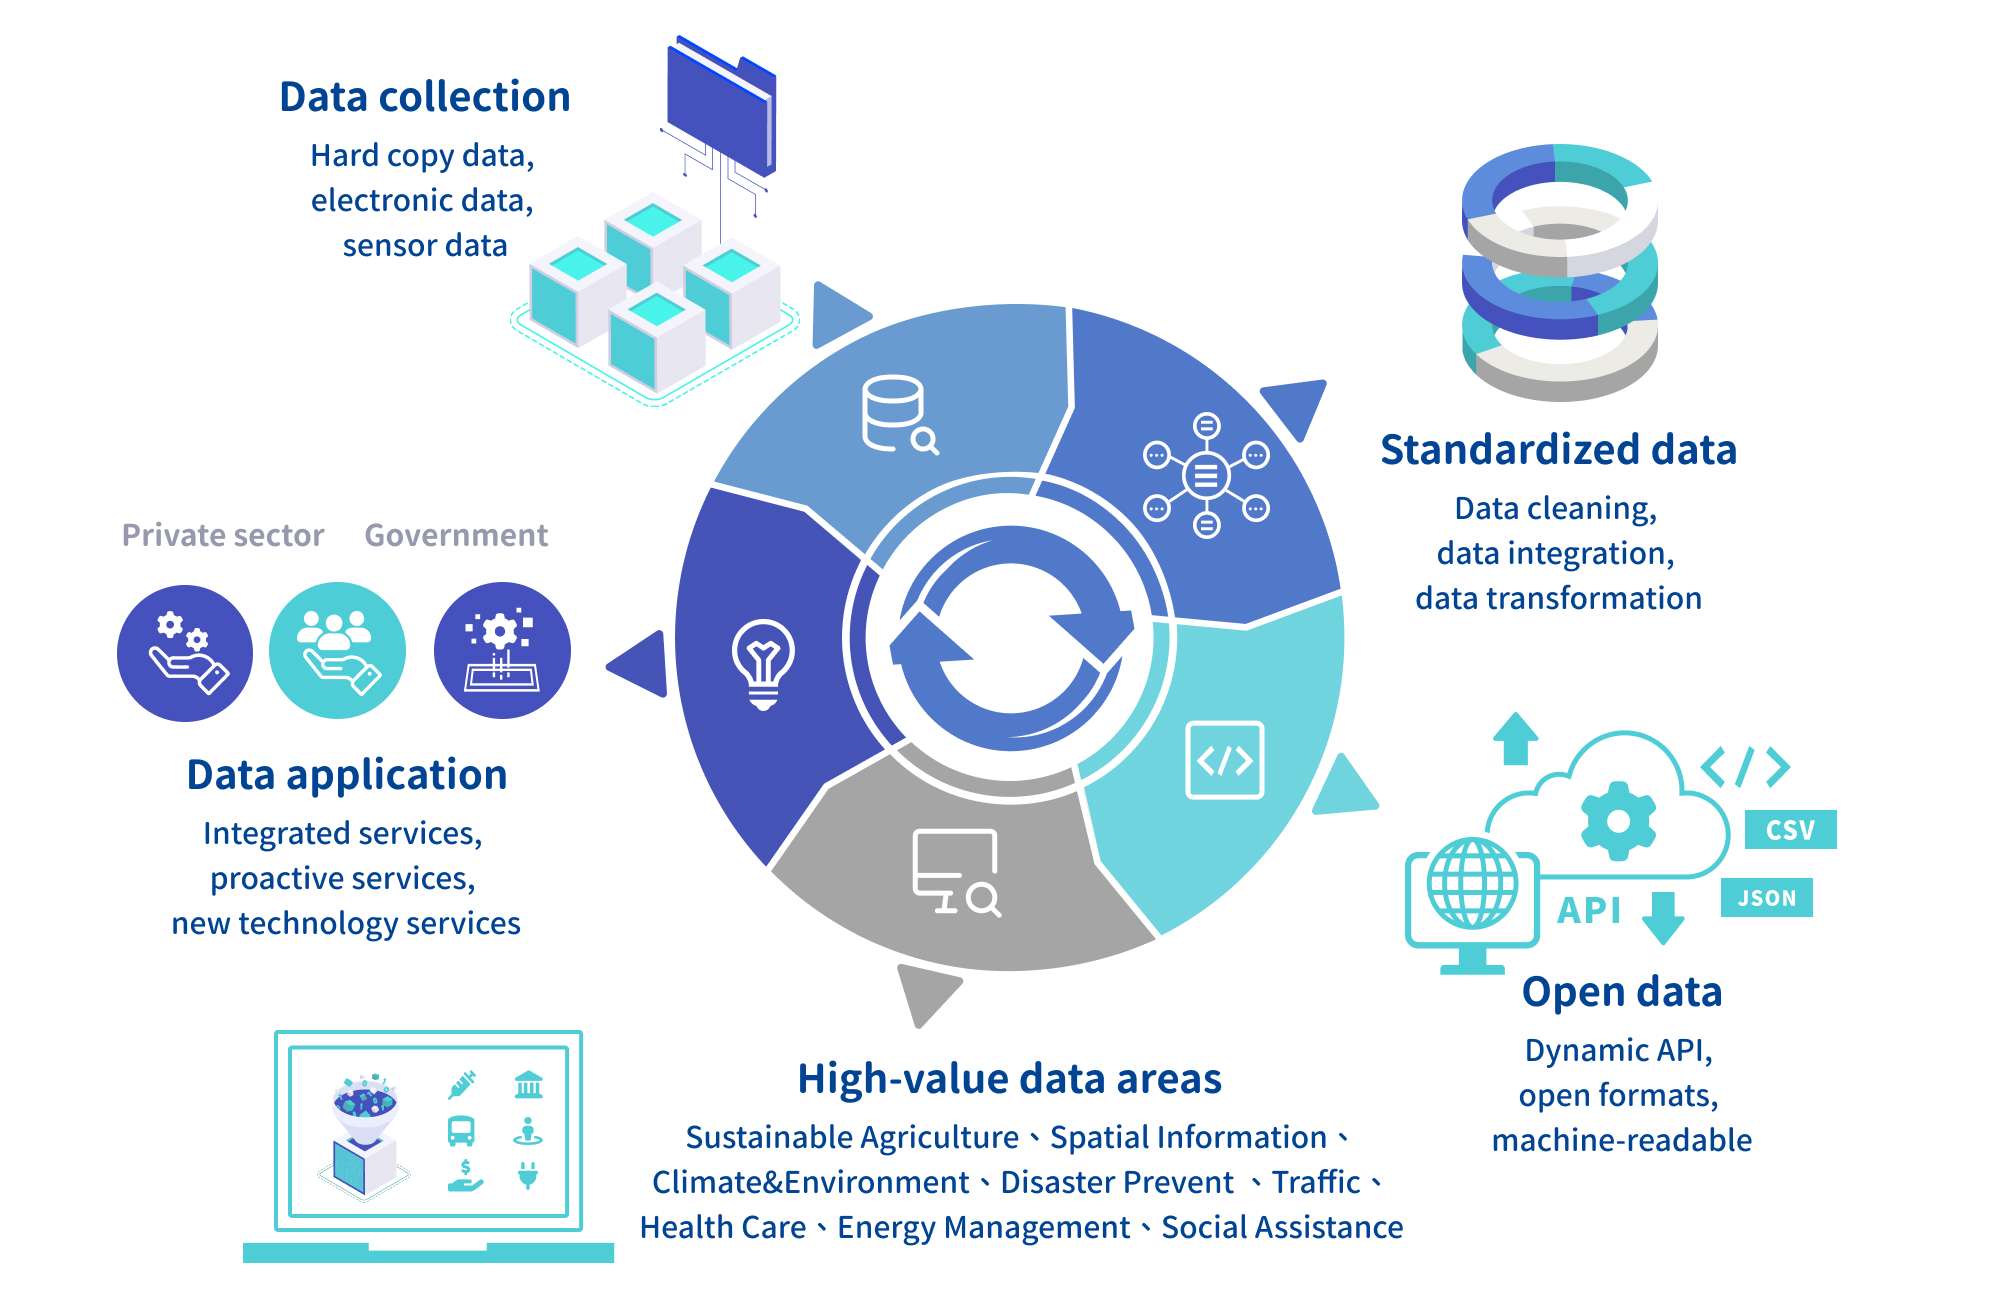 Data collection
Hard copy data,
electronic data,
sensor data
Standardized data
Data cleaning,
data integration,
data transformation
</>
CSV
JSON
API
Open data
Dynamic API,
open formats,
machine-readable
High-value data areas
Sustainable Agriculture、Spatial Information、
Climate&Environment、Disaster Prevent 、Traffic、
Health Care、Energy Management、Social Assistance
Private sector
Government
Data application
Integrated services,
proactive services,
new technology services
</>
$